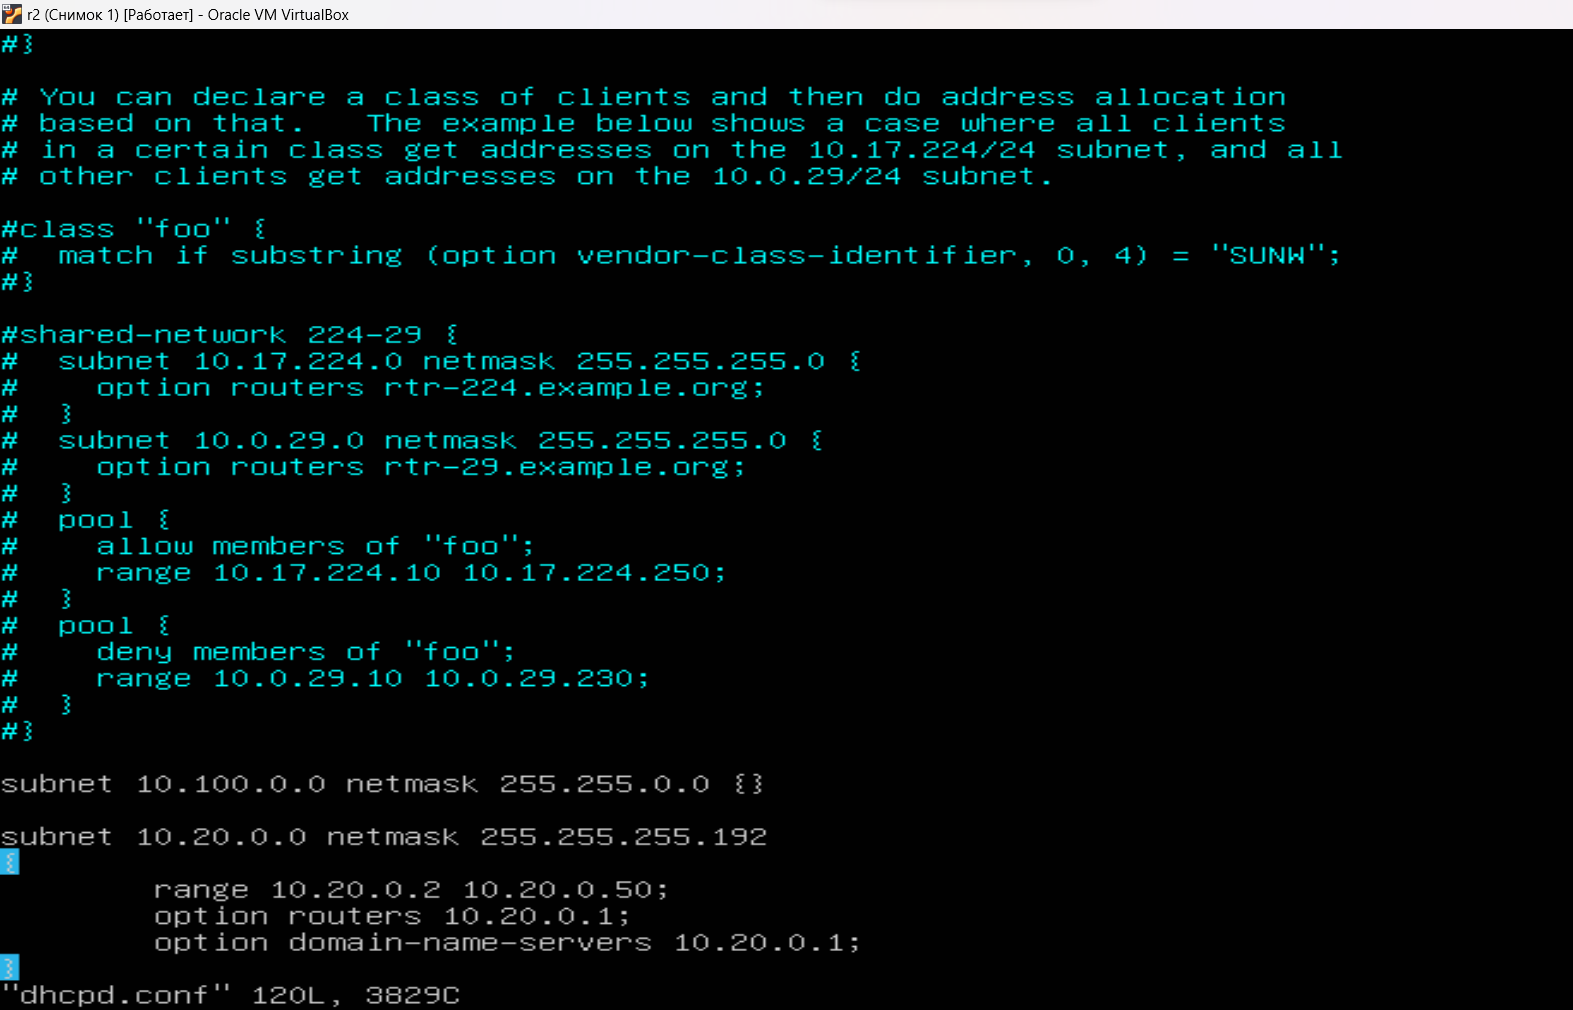 r2 (Снимок 1) [Работает] - Oracle VM VirtualBox
#}
# You can declare a class of clients and then do address allocation
# based on that.   The example below shows a case where all clients
# in a certain class get addresses on the 10.17.224/24 subnet, and all
# other clients get addresses on the 10.0.29/24 subnet.
#class "foo" {
#  match if substring (option vendor-class-identifier, 0, 4) = "SUNW";
#}
#shared-network 224-29 {
#  subnet 10.17.224.0 netmask 255.255.255.0 {
#    option routers rtr-224.example.org;
#  }
#  subnet 10.0.29.0 netmask 255.255.255.0 {
#    option routers rtr-29.example.org;
#  }
#  pool {
#    allow members of "foo";
#    range 10.17.224.10 10.17.224.250;
#  }
#  pool {
#    deny members of "foo";
#    range 10.0.29.10 10.0.29.230;
#  }
#}
subnet 10.100.0.0 netmask 255.255.0.0 {}
subnet 10.20.0.0 netmask 255.255.255.192
{
        range 10.20.0.2 10.20.0.50;
        option routers 10.20.0.1;
        option domain-name-servers 10.20.0.1;
}
"dhcpd.conf" 120L, 3829C